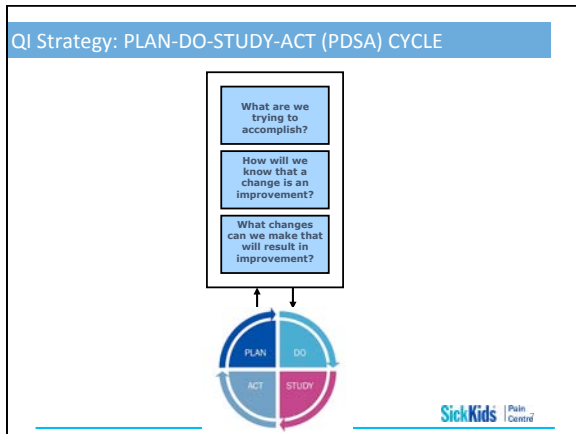 QI Strategy: PLAN-DO-STUDY-ACT (PDSA) CYCLE
What are we
trying to
accomplish?
How will we
know that a
change is an
improvement?
What changes
can we make that
will result in
improvement?
PLAN
DO
ACT
STUDY
SickKids
Pain
Centre
7